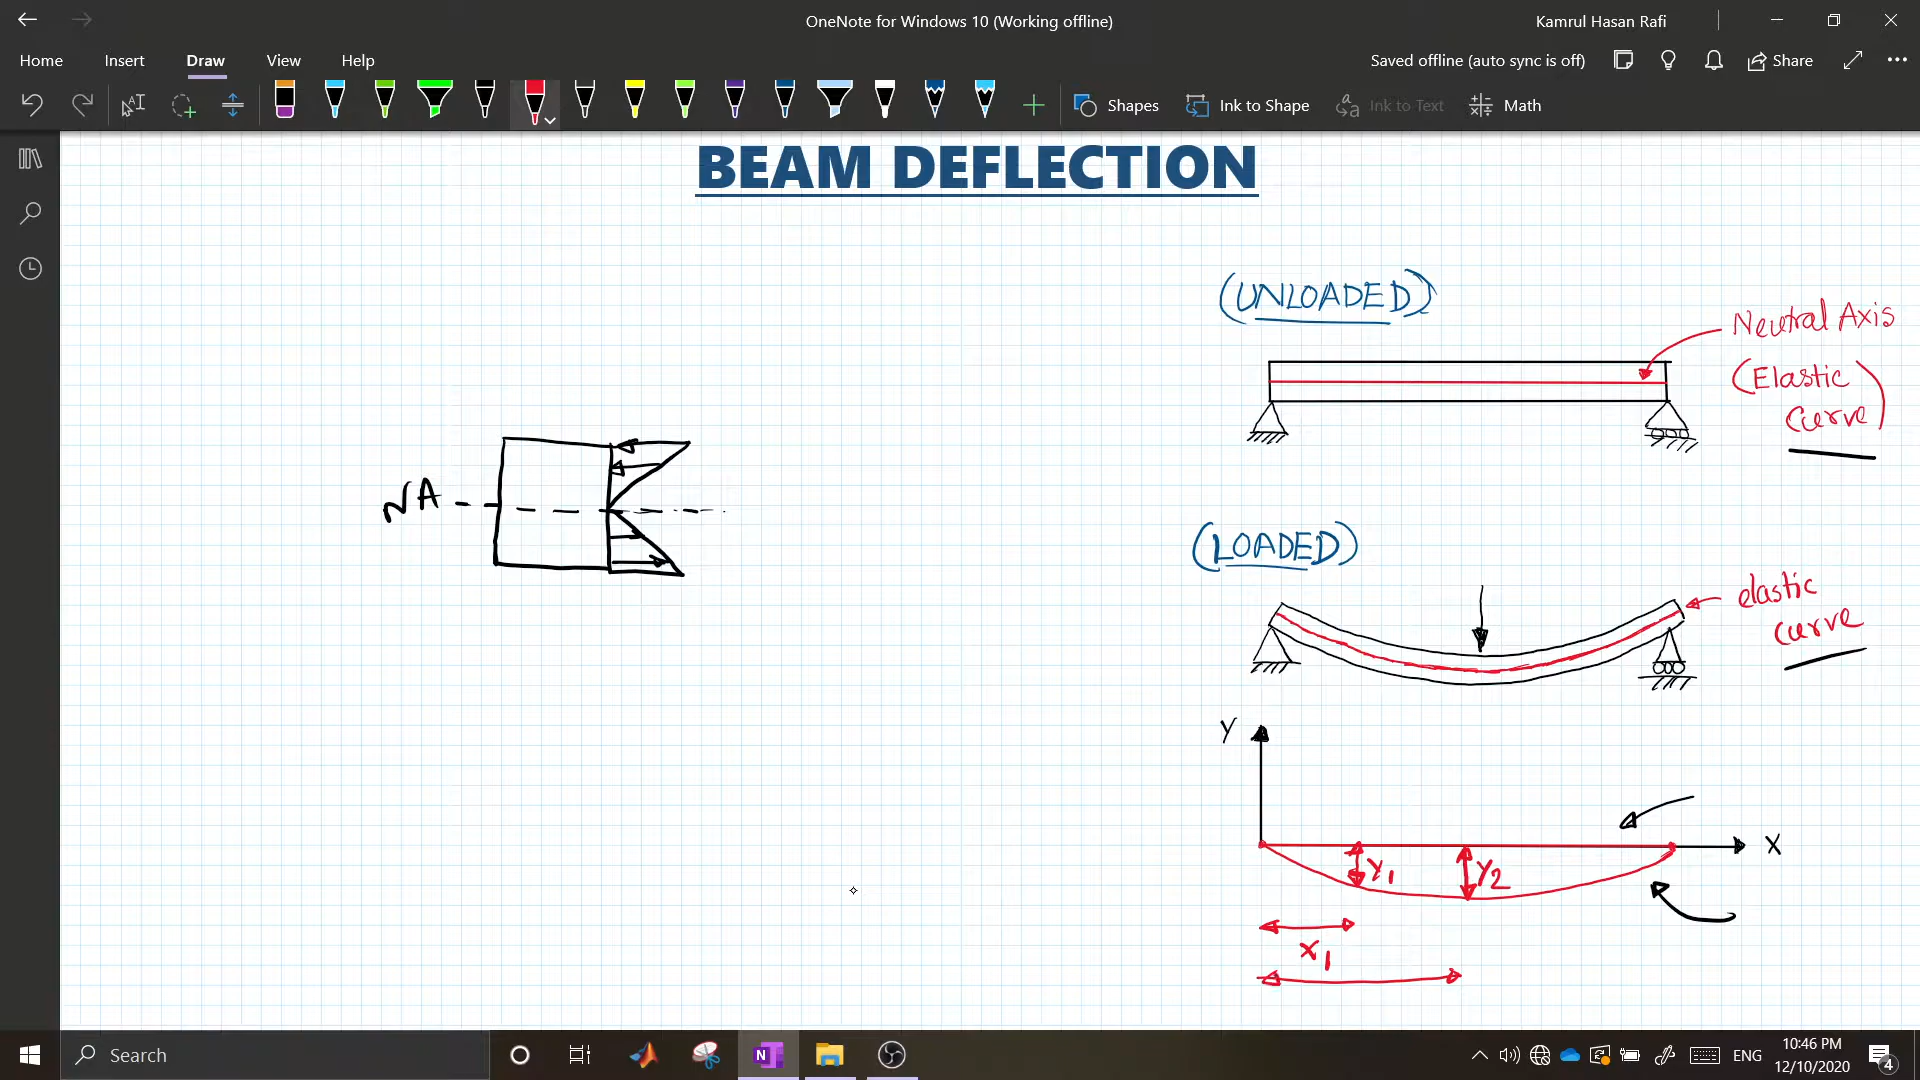 OneNote for Windows 10 (Working offline)
Kamrul Hasan Rafi
Home
Insert
Draw
View
Help
Saved offline (auto sync is off)
Share
Shapes
Ink to Shape
Ink to Text
Math
BEAM DEFLECTION
(UNLOADED)
Neutral Axis
(Elastic
Curve)
NA
(LOADED)
elastic
curve
Y
X
Y1
Y2
X1
Search
N
ENG
10:46 PM
12/10/2020
4